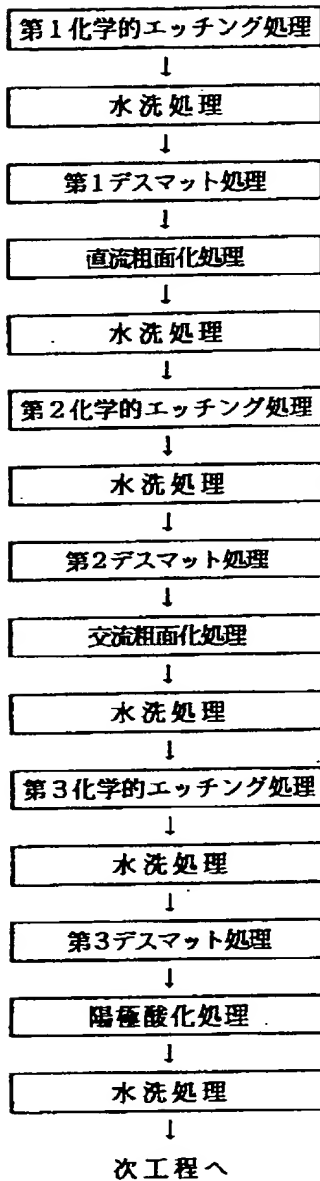 第1化学的エッチング処理
↓
水洗処理
↓
第1デスマット処理
↓
直流粗面化処理
↓
水洗処理
↓
第2化学的エッチング処理
↓
水洗処理
↓
第2デスマット処理
↓
交流粗面化処理
↓
水洗処理
↓
第3化学的エッチング処理
↓
水洗処理
↓
第3デスマット処理
↓
陽極酸化処理
↓
水洗処理
↓
次工程へ